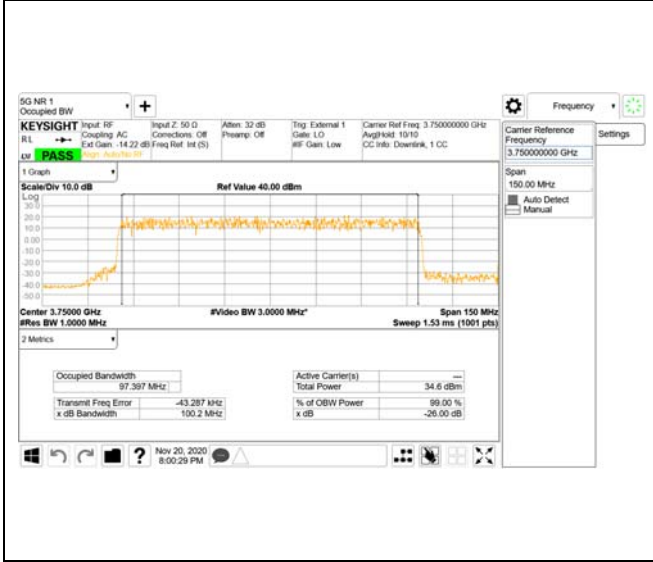 5G NR 1
Occupied BW
Frequency
KEYSIGHT
Input: RF
Input Z: 50 Ω
Atten: 32 dB
Trig: External 1
Carrier Ref Freq: 3.750000000 GHz
R L
Coupling: AC
Corrections: Off
Preamp: Off
Gate: LO
Avg|Hold: 10/10
Ext Gain: -14.22 dB
Freq Ref: Int (S)
#IF Gain: Low
CC Info: Downlink, 1 CC
PASS
Align: Auto/No RF
Carrier Reference
Frequency
3.750000000 GHz
Settings
Span
150.00 MHz
Auto Detect
Manual
1 Graph
Scale/Div 10.0 dB
Ref Value 40.00 dBm
Log
30.0
20.0
10.0
0.00
-10.0
-20.0
-30.0
-40.0
-50.0
Center 3.75000 GHz
#Video BW 3.0000 MHz*
Span 150 MHz
#Res BW 1.0000 MHz
Sweep 1.53 ms (1001 pts)
2 Metrics
Occupied Bandwidth
97.397 MHz
Active Carrier(s)
---
Total Power
34.6 dBm
Transmit Freq Error
-43.287 kHz
% of OBW Power
99.00 %
x dB Bandwidth
100.2 MHz
x dB
-26.00 dB
?
Nov 20, 2020
8:00:29 PM